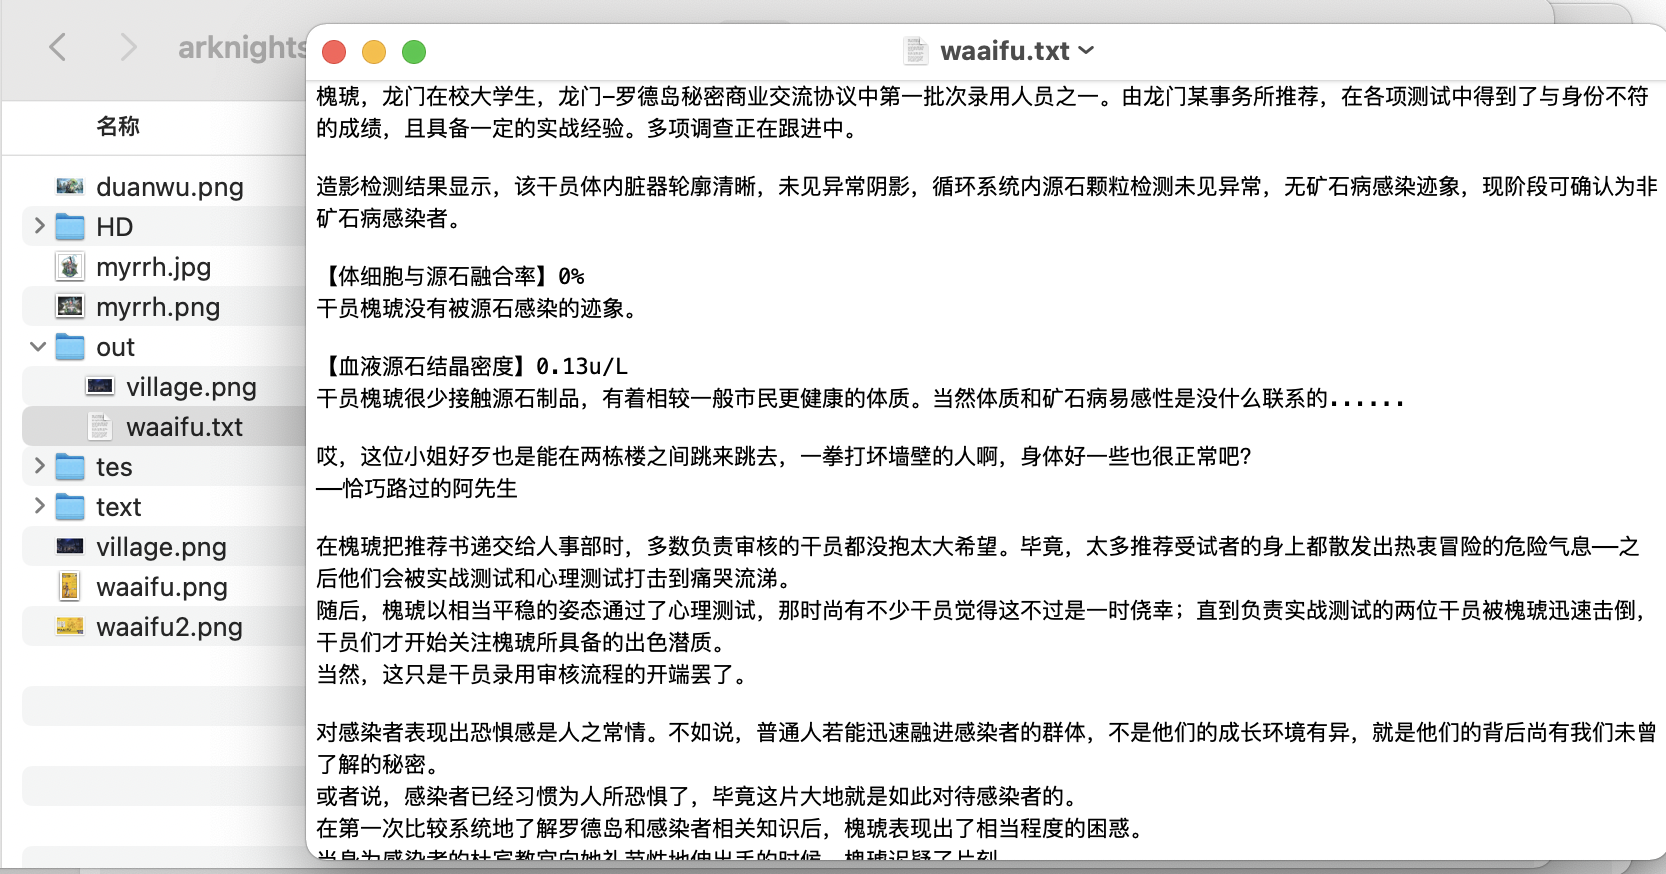 arknights
waaifu.txt
名称
duanwu.png
HD
myrrh.jpg
myrrh.png
out
village.png
waaifu.txt
tes
text
village.png
waaifu.png
waaifu2.png
槐琥，龙门在校大学生，龙门-罗德岛秘密商业交流协议中第一批次录用人员之一。由龙门某事务所推荐，在各项测试中得到了与身份不符
的成绩，且具备一定的实战经验。多项调查正在跟进中。
造影检测结果显示，该干员体内脏器轮廓清晰，未见异常阴影，循环系统内源石颗粒检测未见异常，无矿石病感染迹象，现阶段可确认为非
矿石病感染者。
【体细胞与源石融合率】0%
干员槐琥没有被源石感染的迹象。
【血液源石结晶密度】0.13u/L
干员槐琥很少接触源石制品，有着相较一般市民更健康的体质。当然体质和矿石病易感性是没什么联系的......
哎，这位小姐好歹也是能在两栋楼之间跳来跳去，一拳打坏墙壁的人啊，身体好一些也很正常吧？
——恰巧路过的阿先生
在槐琥把推荐书递交给人事部时，多数负责审核的干员都没抱太大希望。毕竟，太多推荐受试者的身上都散发出热衷冒险的危险气息——之
后他们会被实战测试和心理测试打击到痛哭流涕。
随后，槐琥以相当平稳的姿态通过了心理测试，那时尚有不少干员觉得这不过是一时侥幸；直到负责实战测试的两位干员被槐琥迅速击倒，
干员们才开始关注槐琥所具备的出色潜质。
当然，这只是干员录用审核流程的开端罢了。
对感染者表现出恐惧感是人之常情。不如说，普通人若能迅速融进感染者的群体，不是他们的成长环境有异，就是他们的背后尚有我们未曾
了解的秘密。
或者说，感染者已经习惯为人所恐惧了，毕竟这片大地就是如此对待感染者的。
在第一次比较系统地了解罗德岛和感染者相关知识后，槐琥表现出了相当程度的困惑。
当身为感染者的杜宾教官向她礼节性地伸出手的时候，槐琥迟疑了片刻